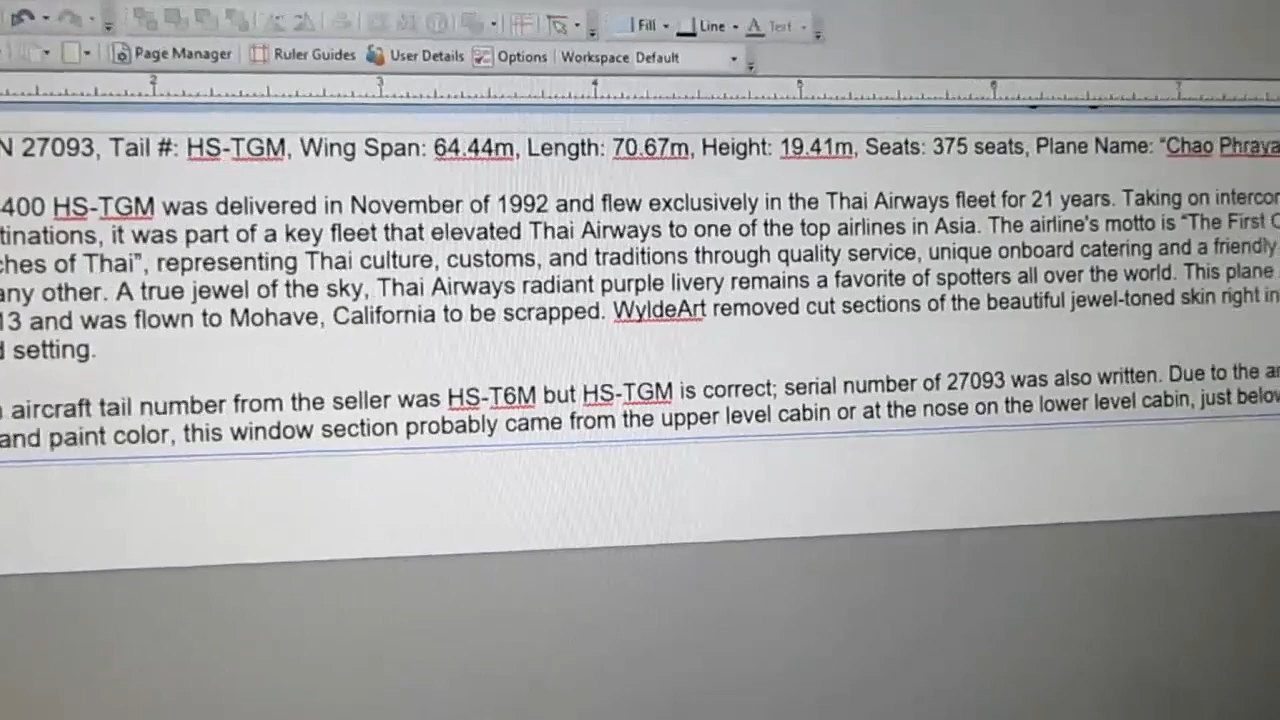 Fill Line A Text
Page Manager Ruler Guides User Details Options Workspace Default
2 3 4 5 6 7
N 27093, Tail #: HS-TGM, Wing Span: 64.44m, Length: 70.67m, Height: 19.41m, Seats: 375 seats, Plane Name: "Chao Phraya
400 HS-TGM was delivered in November of 1992 and flew exclusively in the Thai Airways fleet for 21 years. Taking on intercon
tinations, it was part of a key fleet that elevated Thai Airways to one of the top airlines in Asia. The airline's motto is "The First C
ches of Thai", representing Thai culture, customs, and traditions through quality service, unique onboard catering and a friendly
any other. A true jewel of the sky, Thai Airways radiant purple livery remains a favorite of spotters all over the world. This plane
13 and was flown to Mohave, California to be scrapped. WyldeArt removed cut sections of the beautiful jewel-toned skin right in
d setting.
aircraft tail number from the seller was HS-T6M but HS-TGM is correct; serial number of 27093 was also written. Due to the ar
and paint color, this window section probably came from the upper level cabin or at the nose on the lower level cabin, just below